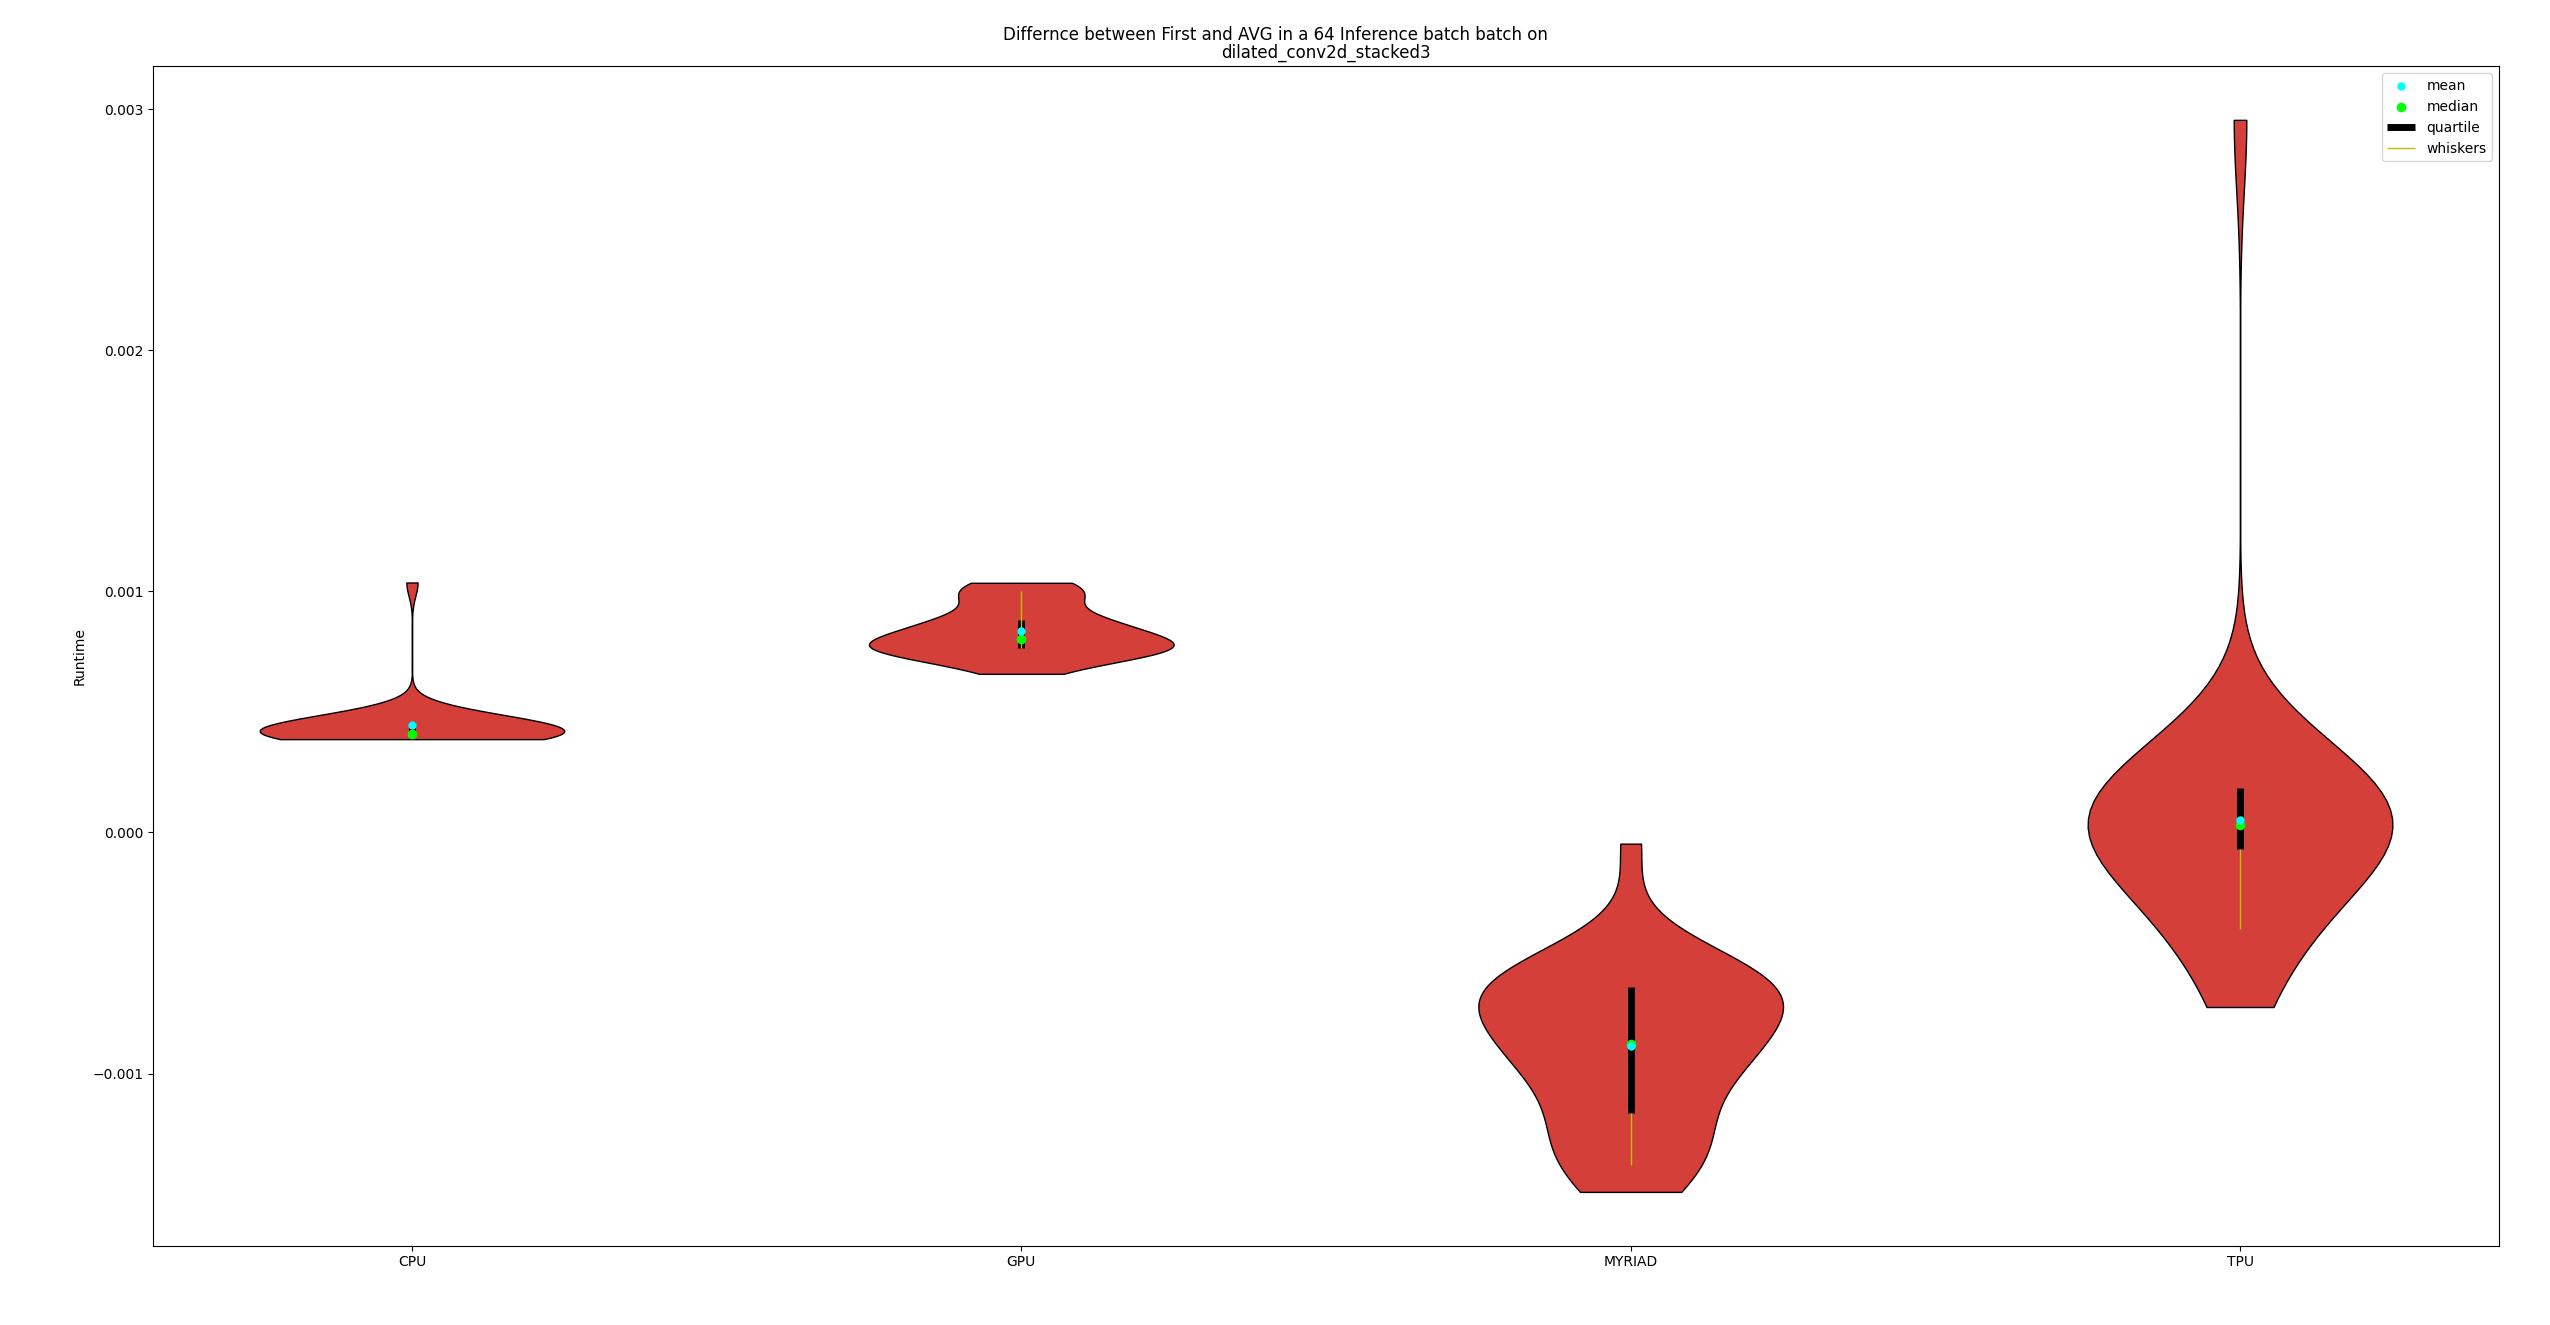 Differnce between First and AVG in a 64 Inference batch batch on
dilated_conv2d_stacked3
mean
median
quartile
whiskers
0.003
0.002
0.001
0.000
−0.001
Runtime
CPU
GPU
MYRIAD
TPU